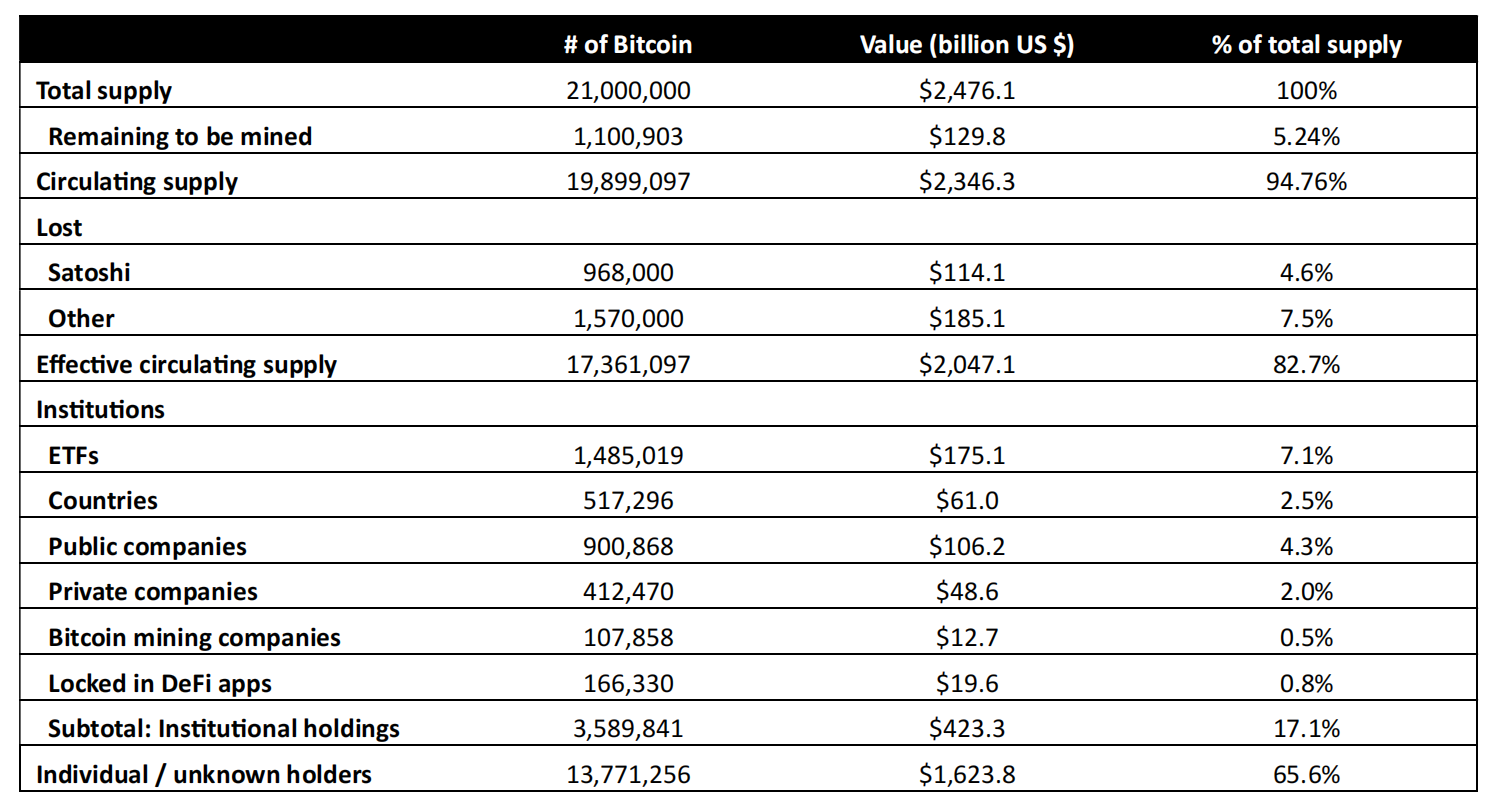 # of Bitcoin Value (billion US $) % of total supply
Total supply 21,000,000 $2,476.1 100%
Remaining to be mined 1,100,903 $129.8 5.24%
Circulating supply 19,899,097 $2,346.3 94.76%
Lost
Satoshi 968,000 $114.1 4.6%
Other 1,570,000 $185.1 7.5%
Effective circulating supply 17,361,097 $2,047.1 82.7%
Institutions
ETFs 1,485,019 $175.1 7.1%
Countries 517,296 $61.0 2.5%
Public companies 900,868 $106.2 4.3%
Private companies 412,470 $48.6 2.0%
Bitcoin mining companies 107,858 $12.7 0.5%
Locked in DeFi apps 166,330 $19.6 0.8%
Subtotal: Institutional holdings 3,589,841 $423.3 17.1%
Individual / unknown holders 13,771,256 $1,623.8 65.6%